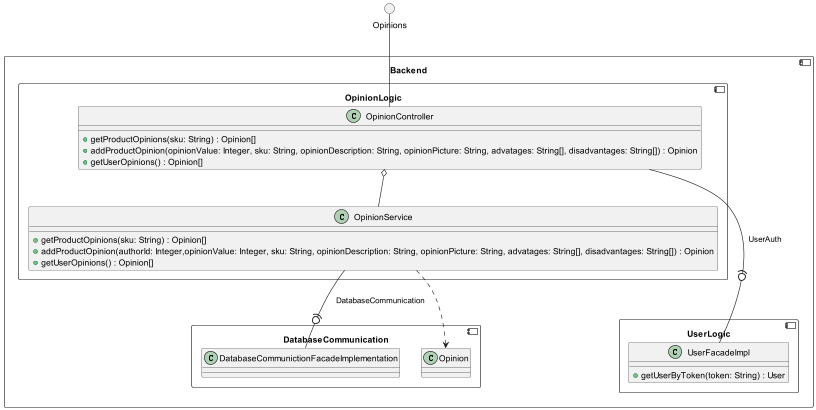 Opinions
Backend
OpinionLogic
C OpinionController
getProductOpinions(sku: String) : Opinion[]
addProductOpinion(opinionValue: Integer, sku: String, opinionDescription: String, opinionPicture: String, advatages: String[], disadvantages: String[]) : Opinion
getUserOpinions() : Opinion[]
C OpinionService
getProductOpinions(sku: String) : Opinion[]
addProductOpinion(authorId: Integer,opinionValue: Integer, sku: String, opinionDescription: String, opinionPicture: String, advatages: String[], disadvantages: String[]) : Opinion
getUserOpinions() : Opinion[]
UserAuth
DatabaseCommunication
DatabaseCommunication
C DatabaseCommunictionFacadeImplementation
C Opinion
UserLogic
C UserFacadeImpl
getUserByToken(token: String) : User